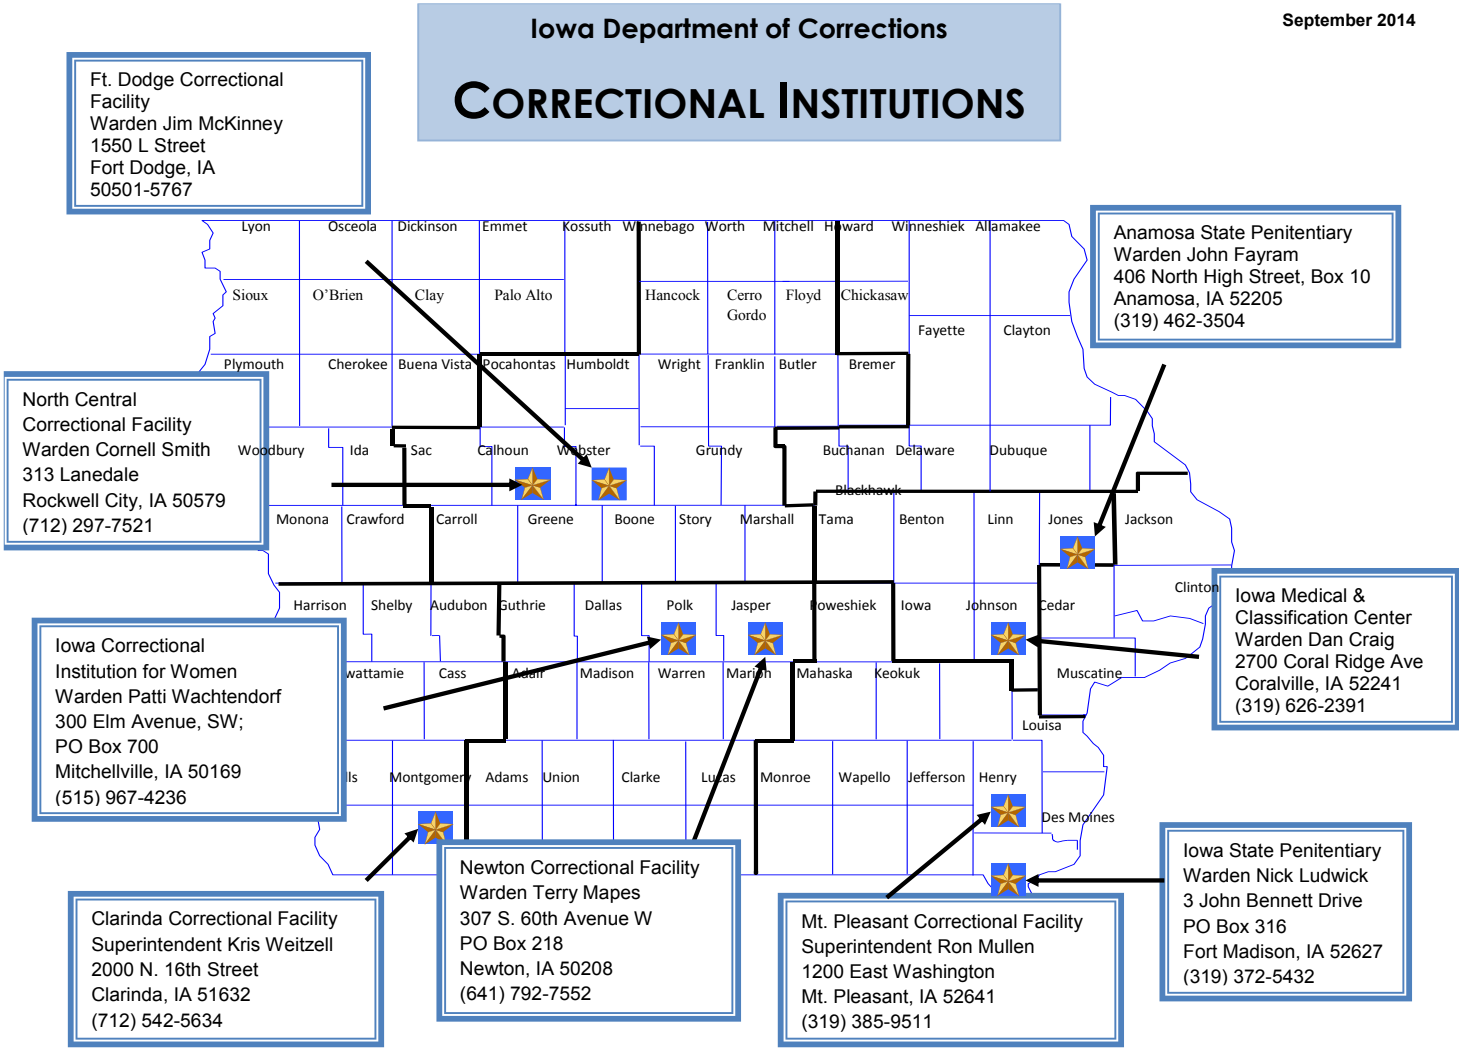 Iowa Department of Corrections
CORRECTIONAL INSTITUTIONS
September 2014
Ft. Dodge Correctional
Facility
Warden Jim McKinney
1550 L Street
Fort Dodge, IA
50501-5767
Anamosa State Penitentiary
Warden John Fayram
406 North High Street, Box 10
Anamosa, IA 52205
(319) 462-3504
Lyon Osceola Dickinson Emmet Kossuth Winnebago Worth Mitchell Howard Winneshiek Allamakee
Sioux O'Brien Clay Palo Alto Hancock Cerro Floyd Chickasaw
Gordo
Fayette Clayton
Plymouth Cherokee Buena Vista Pocahontas Humboldt Wright Franklin Butler Bremer
North Central
Correctional Facility
Warden Cornell Smith
313 Lanedale
Rockwell City, IA 50579
(712) 297-7521
Woodbury Ida Sac Calhoun Webster Grundy Buchanan Delaware Dubuque
Blackhawk
Monona Crawford Carroll Greene Boone Story Marshall Tama Benton Linn Jones Jackson
Clinton
Harrison Shelby Audubon Guthrie Dallas Polk Jasper Poweshiek Iowa Johnson Cedar
Iowa Medical &
Classification Center
Warden Dan Craig
2700 Coral Ridge Ave
Coralville, IA 52241
(319) 626-2391
Iowa Correctional
Institution for Women
Warden Patti Wachtendorf
300 Elm Avenue, SW;
PO Box 700
Mitchellville, IA 50169
(515) 967-4236
wattamie Cass Adair Madison Warren Marion Mahaska Keokuk Muscatine
Louisa
lls Montgomery Adams Union Clarke Lucas Monroe Wapello Jefferson Henry
Des Moines
Clarinda Correctional Facility
Superintendent Kris Weitzell
2000 N. 16th Street
Clarinda, IA 51632
(712) 542-5634
Newton Correctional Facility
Warden Terry Mapes
307 S. 60th Avenue W
PO Box 218
Newton, IA 50208
(641) 792-7552
Mt. Pleasant Correctional Facility
Superintendent Ron Mullen
1200 East Washington
Mt. Pleasant, IA 52641
(319) 385-9511
Iowa State Penitentiary
Warden Nick Ludwick
3 John Bennett Drive
PO Box 316
Fort Madison, IA 52627
(319) 372-5432